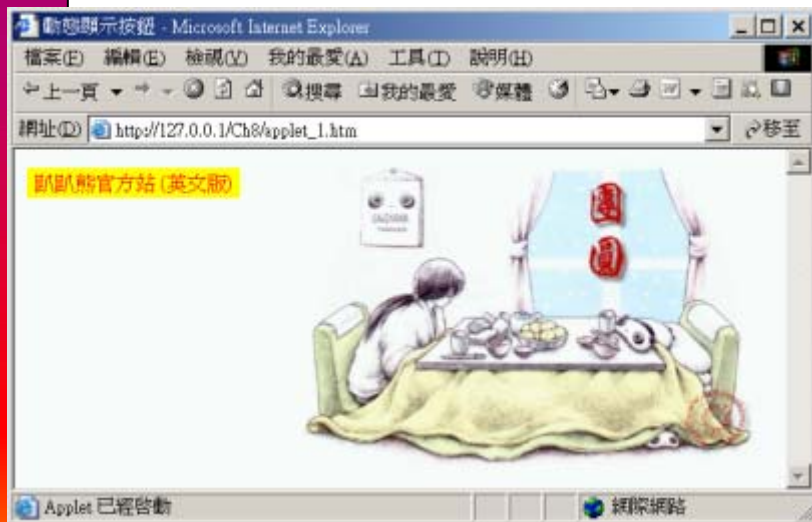 動態顯示按鈕 - Microsoft Internet Explorer
檔案(F) 編輯(E) 檢視(V) 我的最愛(A) 工具(T) 說明(H)
上一頁 搜尋 我的最愛 媒體
網址(D) http://127.0.0.1/Ch8/applet_1.htm 移至
趴趴熊官方站 (英文版)
團
圓
Applet 已經啟動 網際網路